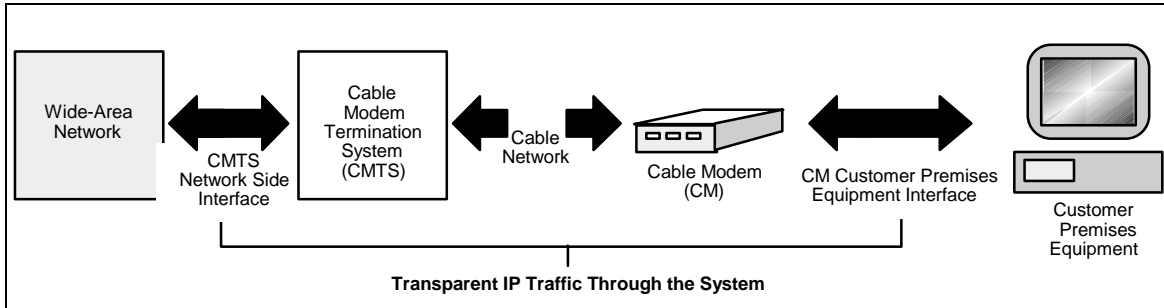 Wide-Area
Network
CMTS
Network Side
Interface
Cable
Modem
Termination
System
(CMTS)
Cable
Network
Cable Modem
(CM)
CM Customer Premises
Equipment Interface
Customer
Premises
Equipment
Transparent IP Traffic Through the System